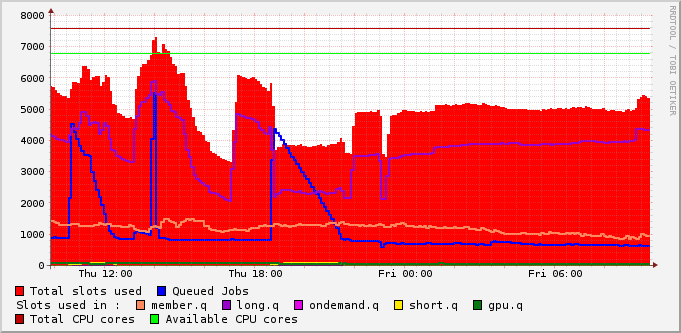 8000
7000
6000
5000
4000
3000
2000
1000
0
Thu 12:00 Thu 18:00 Fri 00:00 Fri 06:00
RRDTOOL / TOBI OETIKER
Total slots used Queued Jobs
Slots used in : member.q long.q ondemand.q short.q gpu.q
Total CPU cores Available CPU cores